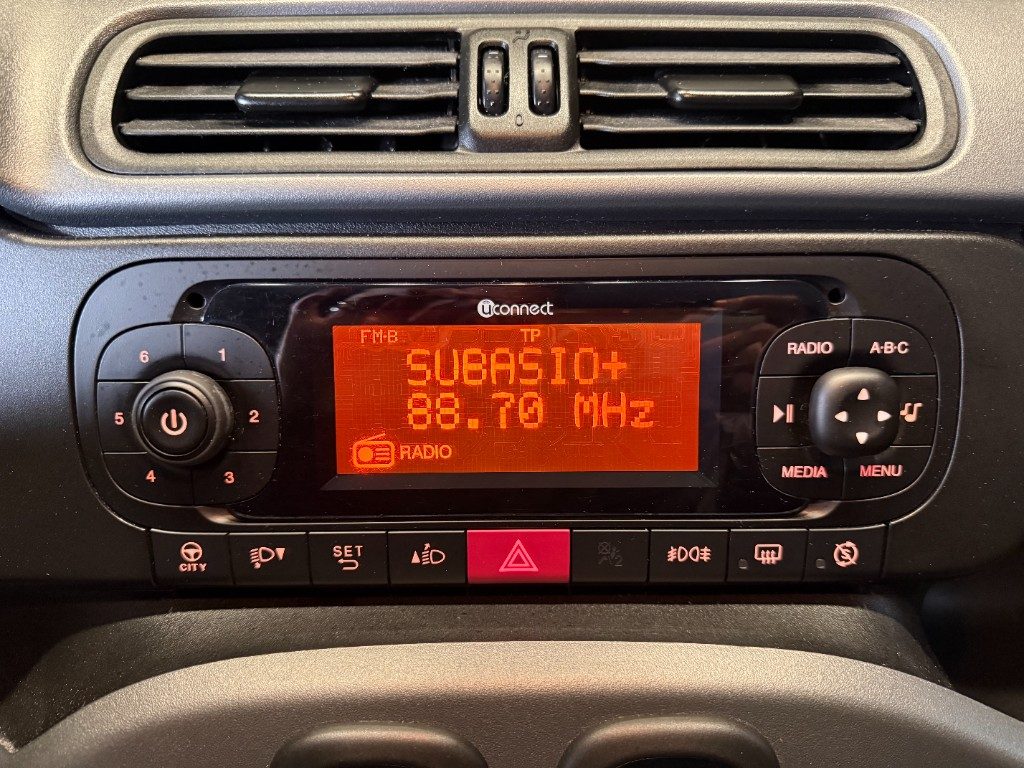 uconnect
FM-B TP
SUBASIO+
88.70 MHz
RADIO
6 1
5 2
4 3
RADIO A·B·C
MEDIA MENU
CITY
SET